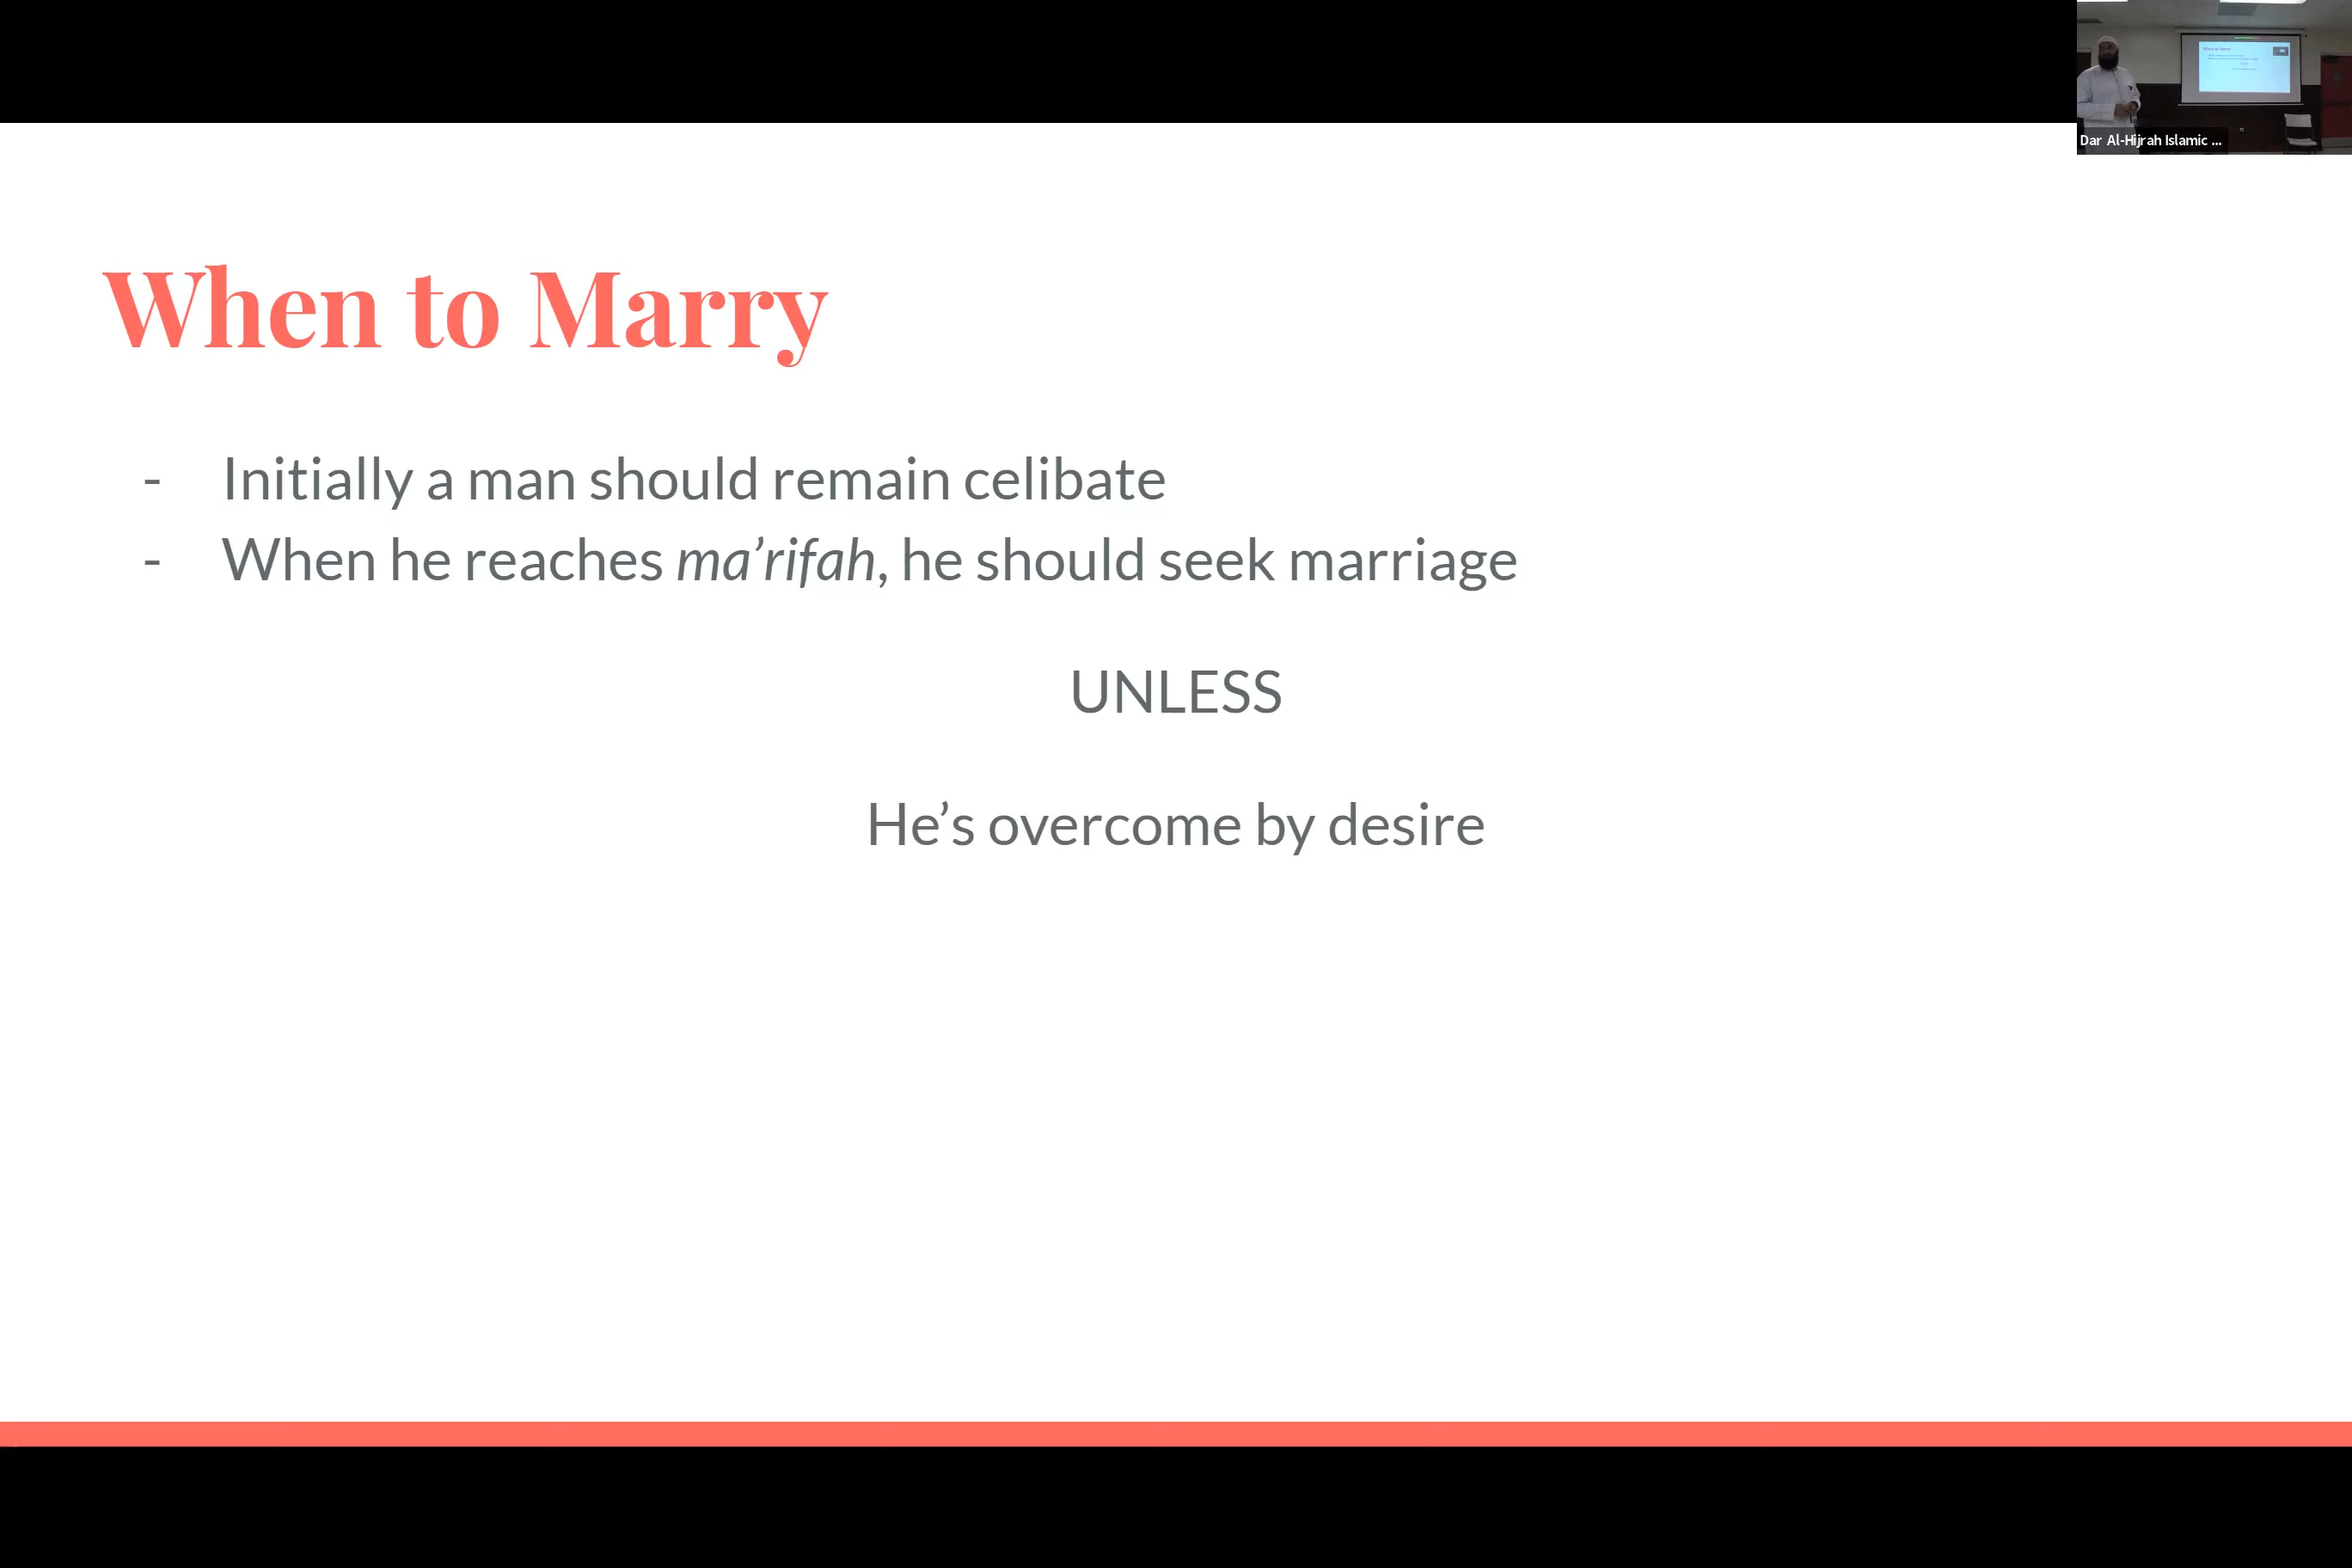 Dar Al-Hijrah Islamic ...
When to Marry
- Initially a man should remain celibate
- When he reaches ma’rifah, he should seek marriage
UNLESS
He’s overcome by desire